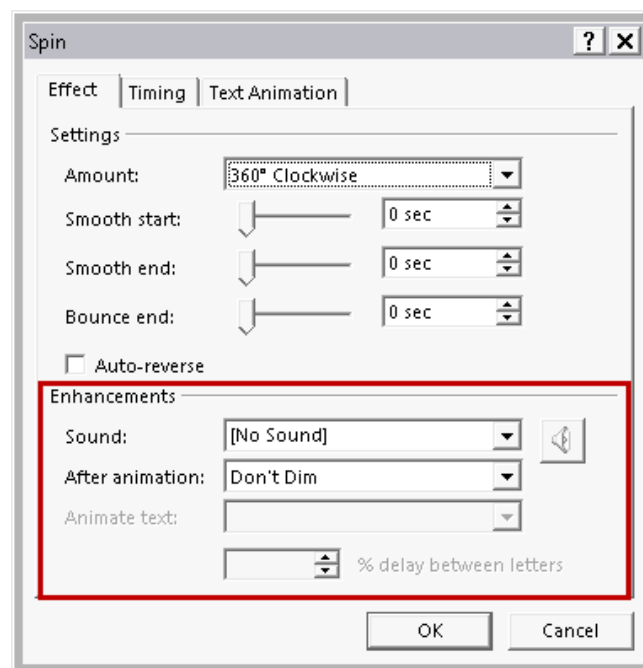 Spin
Effect Timing Text Animation
Settings
Amount: 360° Clockwise
Smooth start: 0 sec
Smooth end: 0 sec
Bounce end: 0 sec
Auto-reverse
Enhancements
Sound: [No Sound]
After animation: Don't Dim
Animate text:
% delay between letters
OK Cancel